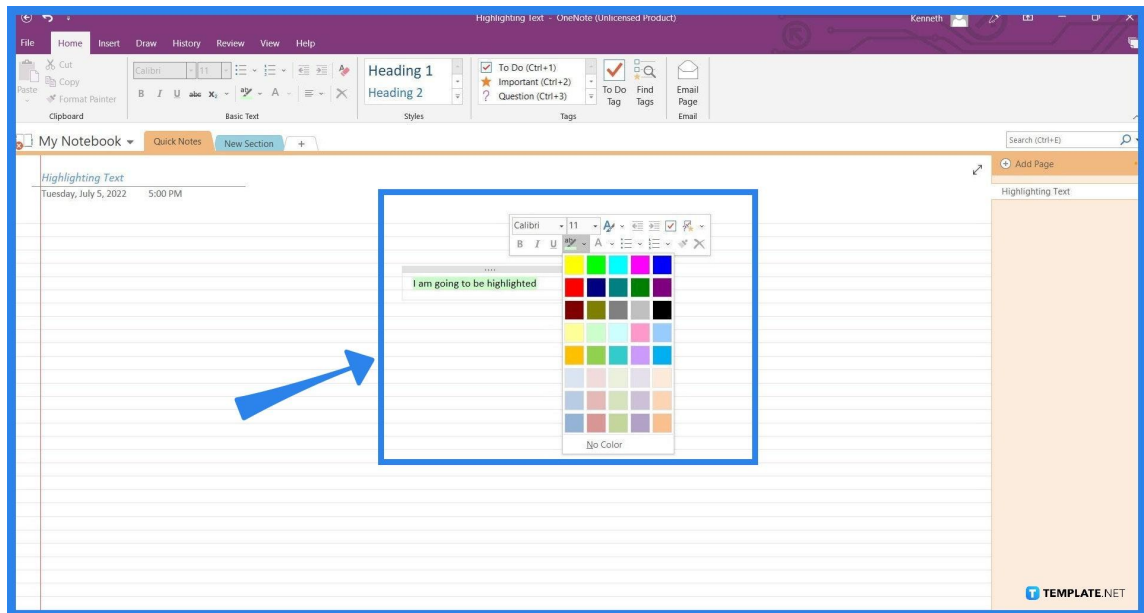 Highlighting Text - OneNote (Unlicensed Product)
Kenneth
File Home Insert Draw History Review View Help
Paste
Cut
Copy
Format Painter
Clipboard
Calibri 11
B I U abc X₂ aby A
Basic Text
Heading 1
Heading 2
Styles
To Do (Ctrl+1)
Important (Ctrl+2)
? Question (Ctrl+3)
To Do Tag
Find Tags
Tags
Email Page
Email
My Notebook
Quick Notes
New Section
+
Search (Ctrl+E)
Add Page
Highlighting Text
Highlighting Text
Tuesday, July 5, 2022 5:00 PM
Calibri 11
B I U aby A
I am going to be highlighted
No Color
T TEMPLATE.NET